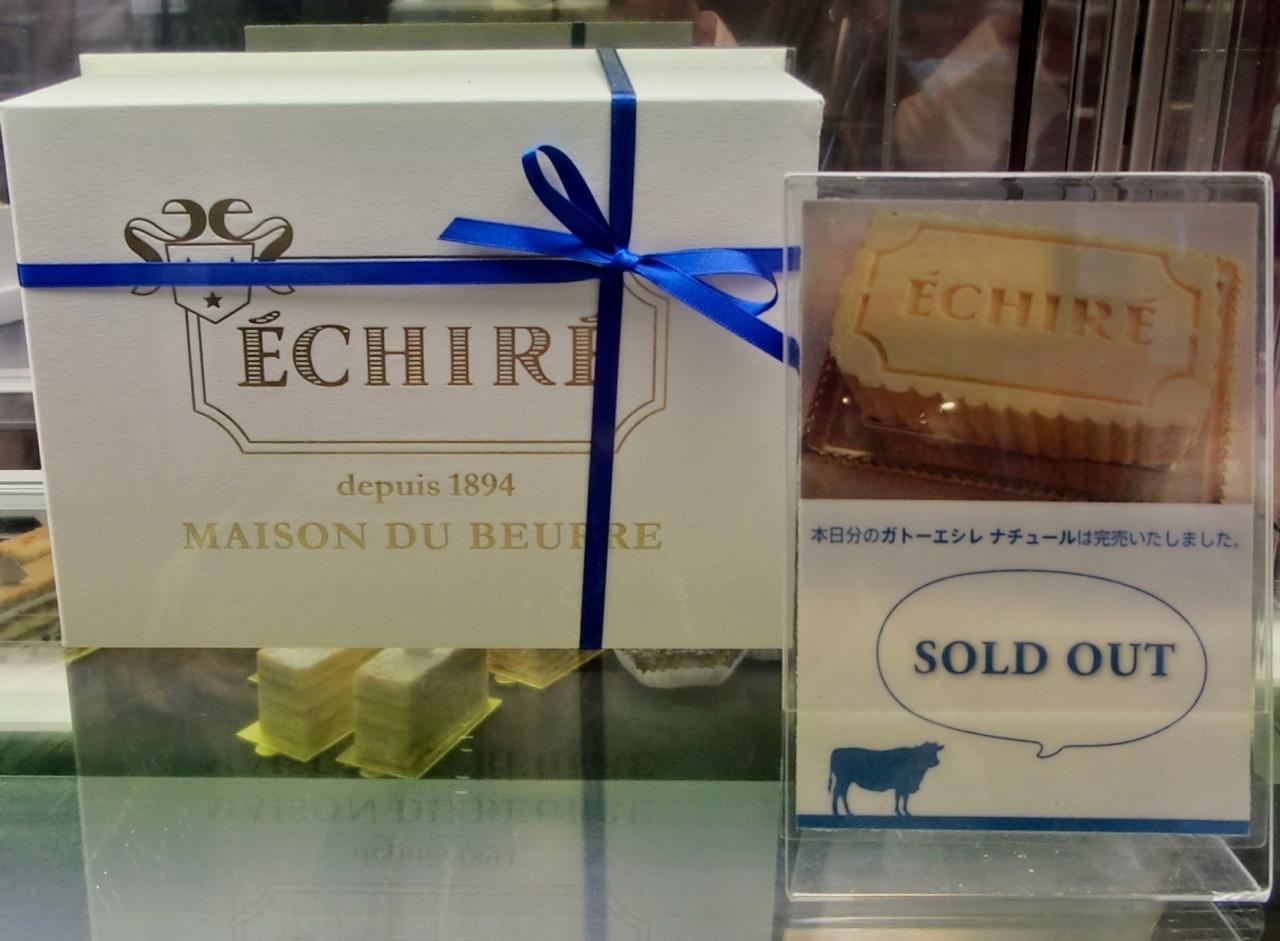 ÉCHIRÉ
depuis 1894
MAISON DU BEURRE
ÉCHIRÉ
本日分のガトーエシレ ナチュールは完売いたしました。
SOLD OUT